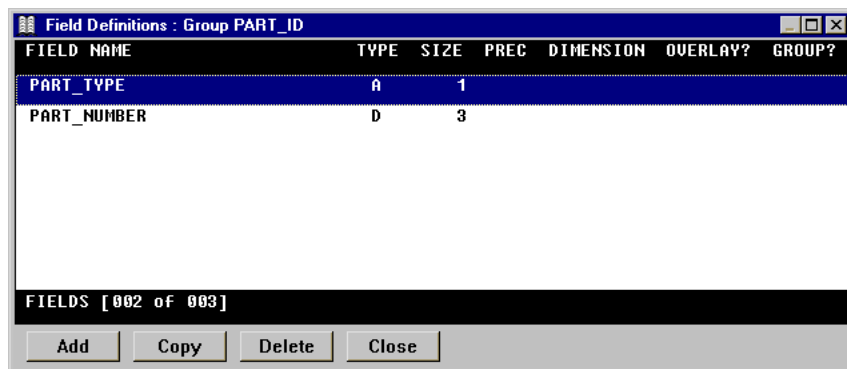 Field Definitions : Group PART_ID
FIELD NAME TYPE SIZE PREC DIMENSION OVERLAY? GROUP?
PART_TYPE A 1
PART_NUMBER D 3
FIELDS [002 of 003]
Add Copy Delete Close